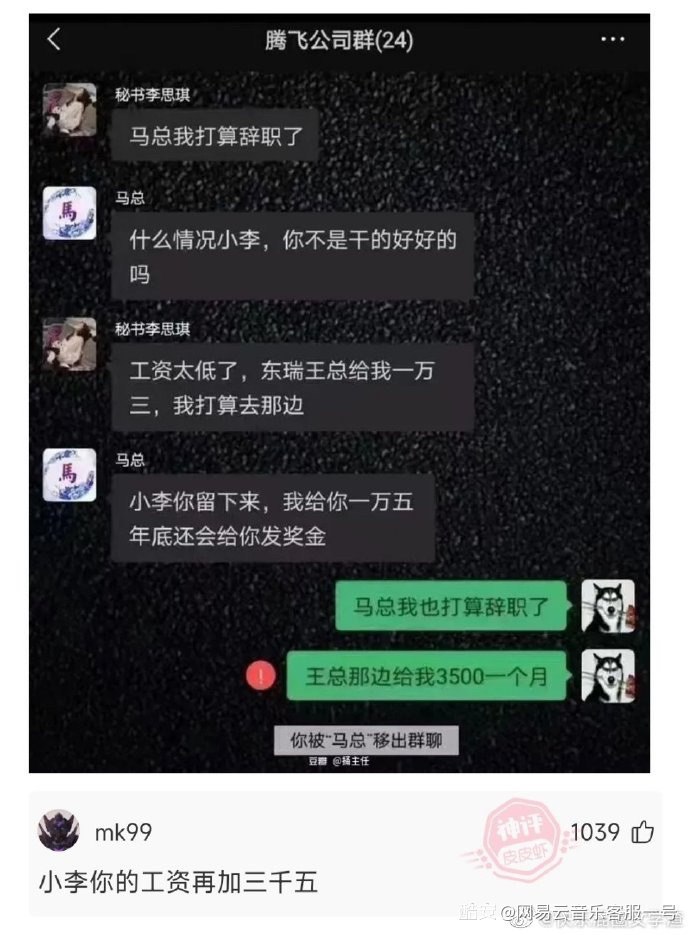 腾飞公司群(24)
秘书李思琪
马总我打算辞职了
马总
什么情况小李，你不是干的好好的
吗
秘书李思琪
工资太低了，东瑞王总给我一万
三，我打算去那边
马总
馬
小李你留下来，我给你一万五
年底还会给你发奖金
马总我也打算辞职了
王总那边给我3500一个月
你被“马总”移出群聊
豆瓣 @搔主任
mk99
神评
皮皮虾
1039
小李你的工资再加三千五
@网易云音乐客服一号